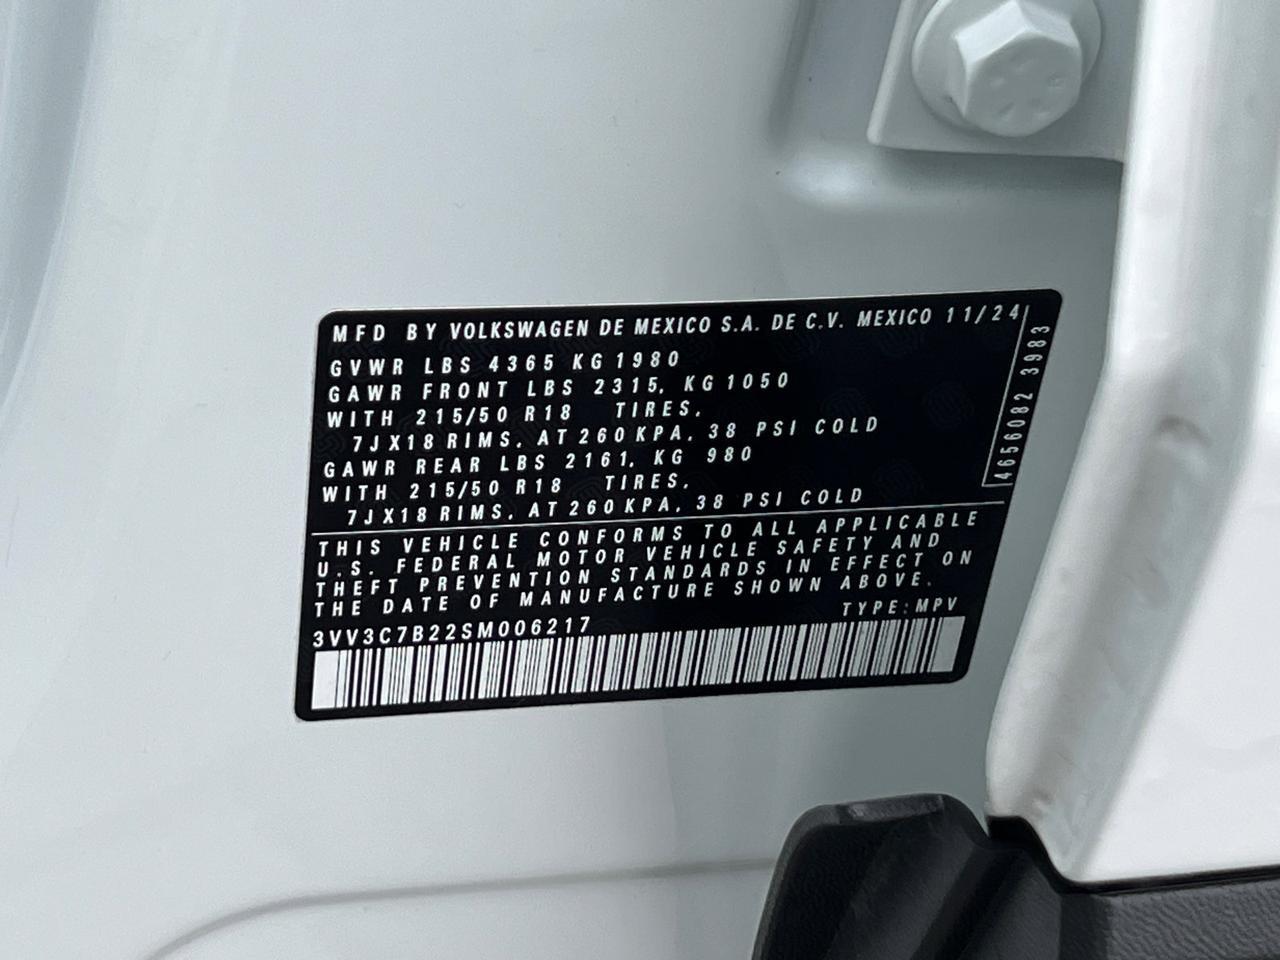 MFD BY VOLKSWAGEN DE MEXICO S.A. DE C.V. MEXICO 11/24
GVWR LBS 4365 KG 1980
GAWR FRONT LBS 2315, KG 1050
WITH 215/50 R18 TIRES,
7JX18 RIMS, AT 260 KPA, 38 PSI COLD
GAWR REAR LBS 2161, KG 980
WITH 215/50 R18 TIRES,
7JX18 RIMS, AT 260 KPA, 38 PSI COLD
4656082 3983
THIS VEHICLE CONFORMS TO ALL APPLICABLE
U.S. FEDERAL MOTOR VEHICLE SAFETY AND
THEFT PREVENTION STANDARDS IN EFFECT ON
THE DATE OF MANUFACTURE SHOWN ABOVE.
TYPE: MPV
3VV3C7B22SM006217